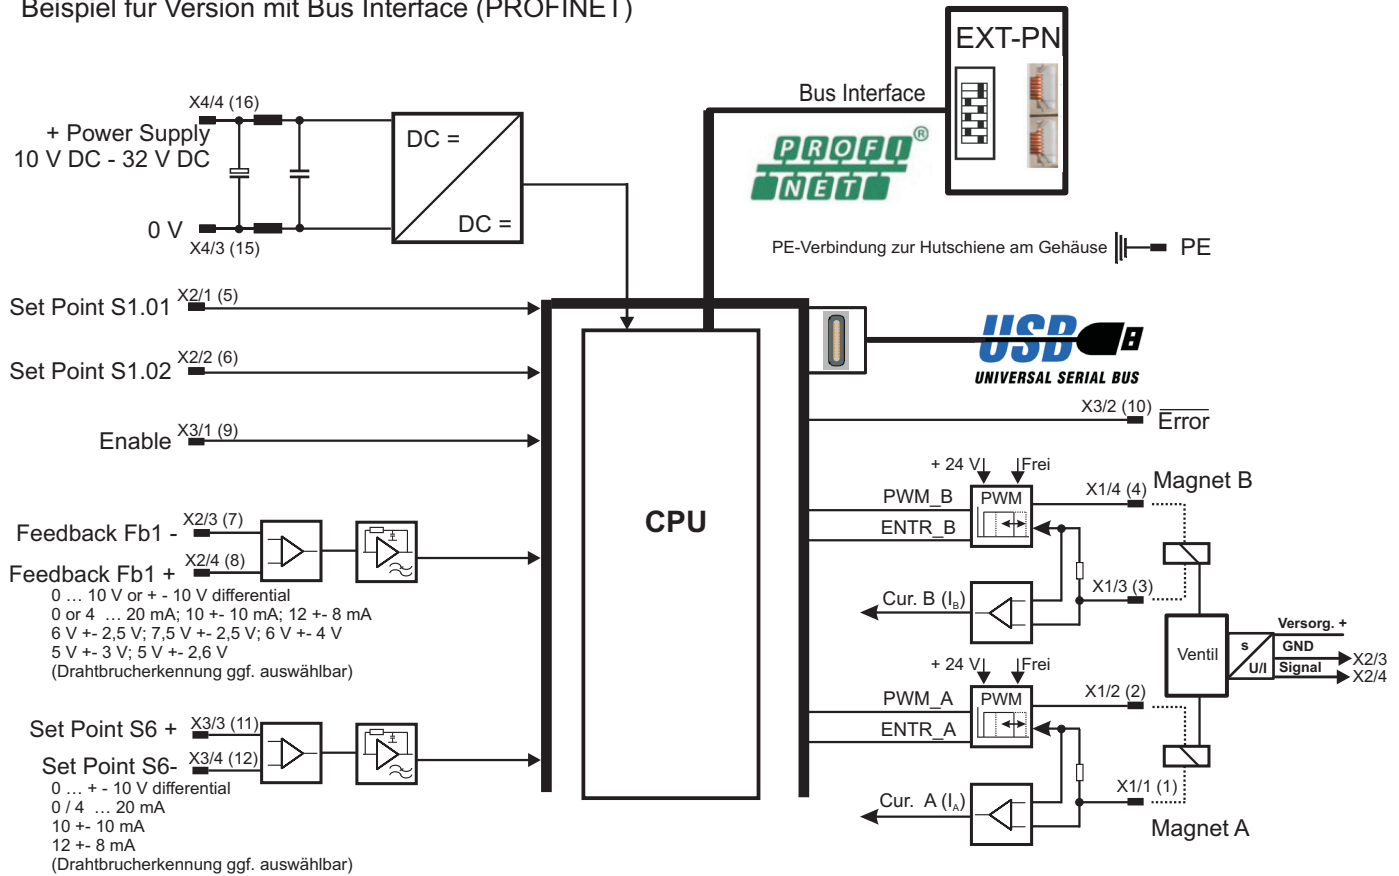 Beispiel für Version mit Bus Interface (PROFINET)
EXT-PN
Bus Interface
PROFI
NET
®
X4/4 (16)
+ Power Supply
10 V DC - 32 V DC
0 V
X4/3 (15)
DC =
DC =
PE-Verbindung zur Hutschiene am Gehäuse
PE
Set Point S1.01
X2/1 (5)
Set Point S1.02
X2/2 (6)
Enable
X3/1 (9)
USB
UNIVERSAL SERIAL BUS
X3/2 (10)
Error
CPU
Feedback Fb1 -
X2/3 (7)
Feedback Fb1 +
X2/4 (8)
0 ... 10 V or + - 10 V differential
0 or 4 ... 20 mA; 10 +- 10 mA; 12 +- 8 mA
6 V +- 2,5 V; 7,5 V +- 2,5 V; 6 V +- 4 V
5 V +- 3 V; 5 V +- 2,6 V
(Drahtbrucherkennung ggf. auswählbar)
Set Point S6 +
X3/3 (11)
Set Point S6-
X3/4 (12)
0 ... + - 10 V differential
0 / 4 ... 20 mA
10 +- 10 mA
12 +- 8 mA
(Drahtbrucherkennung ggf. auswählbar)
+ 24 V
Frei
PWM_B
ENTR_B
PWM
X1/4 (4)
Magnet B
X1/3 (3)
Cur. B (I_B)
+ 24 V
Frei
PWM_A
ENTR_A
PWM
X1/2 (2)
X1/1 (1)
Cur. A (I_A)
Magnet A
Ventil
s
U/I
Versorg. +
GND
X2/3
Signal
X2/4